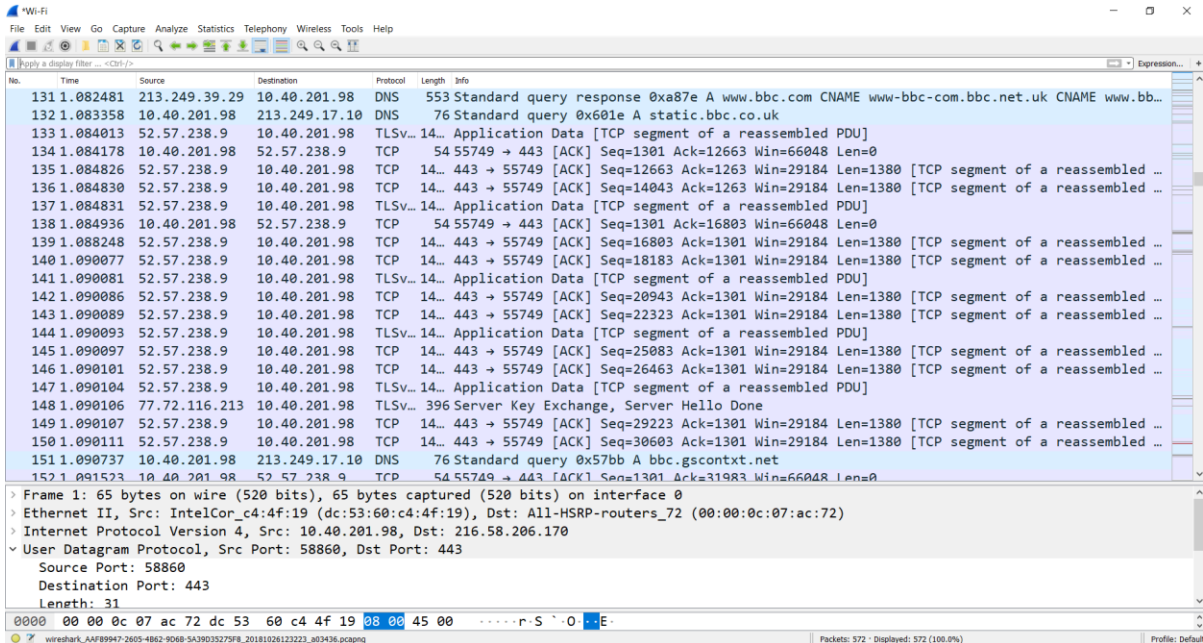 *Wi-Fi
File Edit View Go Capture Analyze Statistics Telephony Wireless Tools Help
Apply a display filter ... <Ctrl-/> Expression... +
No. Time Source Destination Protocol Length Info
131 1.082481 213.249.39.29 10.40.201.98 DNS 553 Standard query response 0xa87e A www.bbc.com CNAME www-bbc-com.bbc.net.uk CNAME www.bb…
132 1.083358 10.40.201.98 213.249.17.10 DNS 76 Standard query 0x601e A static.bbc.co.uk
133 1.084013 52.57.238.9 10.40.201.98 TLSv… 14… Application Data [TCP segment of a reassembled PDU]
134 1.084178 10.40.201.98 52.57.238.9 TCP 54 55749 → 443 [ACK] Seq=1301 Ack=12663 Win=66048 Len=0
135 1.084826 52.57.238.9 10.40.201.98 TCP 14… 443 → 55749 [ACK] Seq=12663 Ack=1263 Win=29184 Len=1380 [TCP segment of a reassembled …
136 1.084830 52.57.238.9 10.40.201.98 TCP 14… 443 → 55749 [ACK] Seq=14043 Ack=1263 Win=29184 Len=1380 [TCP segment of a reassembled …
137 1.084831 52.57.238.9 10.40.201.98 TLSv… 14… Application Data [TCP segment of a reassembled PDU]
138 1.084936 10.40.201.98 52.57.238.9 TCP 54 55749 → 443 [ACK] Seq=1301 Ack=16803 Win=66048 Len=0
139 1.088248 52.57.238.9 10.40.201.98 TCP 14… 443 → 55749 [ACK] Seq=16803 Ack=1301 Win=29184 Len=1380 [TCP segment of a reassembled …
140 1.090077 52.57.238.9 10.40.201.98 TCP 14… 443 → 55749 [ACK] Seq=18183 Ack=1301 Win=29184 Len=1380 [TCP segment of a reassembled …
141 1.090081 52.57.238.9 10.40.201.98 TLSv… 14… Application Data [TCP segment of a reassembled PDU]
142 1.090086 52.57.238.9 10.40.201.98 TCP 14… 443 → 55749 [ACK] Seq=20943 Ack=1301 Win=29184 Len=1380 [TCP segment of a reassembled …
143 1.090089 52.57.238.9 10.40.201.98 TCP 14… 443 → 55749 [ACK] Seq=22323 Ack=1301 Win=29184 Len=1380 [TCP segment of a reassembled …
144 1.090093 52.57.238.9 10.40.201.98 TLSv… 14… Application Data [TCP segment of a reassembled PDU]
145 1.090097 52.57.238.9 10.40.201.98 TCP 14… 443 → 55749 [ACK] Seq=25083 Ack=1301 Win=29184 Len=1380 [TCP segment of a reassembled …
146 1.090101 52.57.238.9 10.40.201.98 TCP 14… 443 → 55749 [ACK] Seq=26463 Ack=1301 Win=29184 Len=1380 [TCP segment of a reassembled …
147 1.090104 52.57.238.9 10.40.201.98 TLSv… 14… Application Data [TCP segment of a reassembled PDU]
148 1.090106 77.72.116.213 10.40.201.98 TLSv… 396 Server Key Exchange, Server Hello Done
149 1.090107 52.57.238.9 10.40.201.98 TCP 14… 443 → 55749 [ACK] Seq=29223 Ack=1301 Win=29184 Len=1380 [TCP segment of a reassembled …
150 1.090111 52.57.238.9 10.40.201.98 TCP 14… 443 → 55749 [ACK] Seq=30603 Ack=1301 Win=29184 Len=1380 [TCP segment of a reassembled …
151 1.090737 10.40.201.98 213.249.17.10 DNS 76 Standard query 0x57bb A bbc.gscontxt.net
152 1.091523 10.40.201.98 52.57.238.9 TCP 54 55749 → 443 [ACK] Seq=1301 Ack=31983 Win=66048 Len=0
Frame 1: 65 bytes on wire (520 bits), 65 bytes captured (520 bits) on interface 0
Ethernet II, Src: IntelCor_c4:4f:19 (dc:53:60:c4:4f:19), Dst: All-HSRP-routers_72 (00:00:0c:07:ac:72)
Internet Protocol Version 4, Src: 10.40.201.98, Dst: 216.58.206.170
User Datagram Protocol, Src Port: 58860, Dst Port: 443
Source Port: 58860
Destination Port: 443
Length: 31
0000 00 00 0c 07 ac 72 dc 53 60 c4 4f 19 08 00 45 00 ·····r·S `·O···E·
wireshark_AAFB9947-2605-4B62-9D6B-5A39D35275F8_20181026123223_a03436.pcapng Packets: 572 · Displayed: 572 (100.0%) Profile: Default